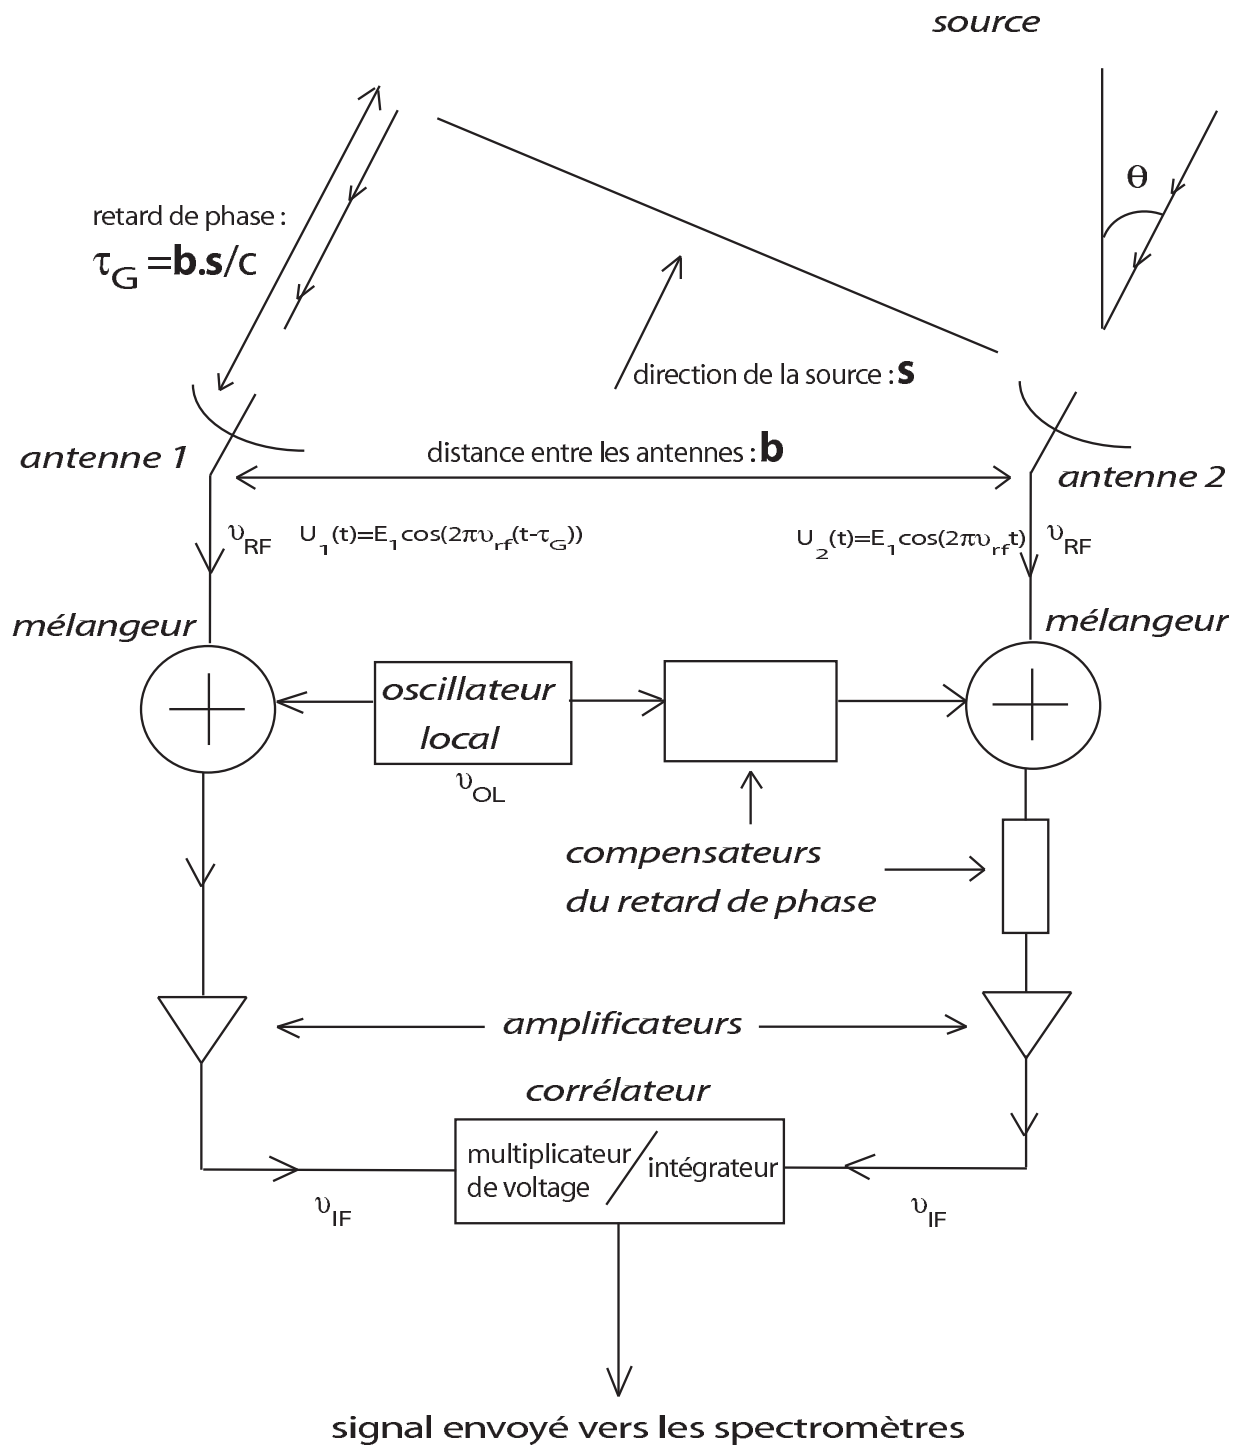 source
θ
retard de phase :
τG =b.s/c
direction de la source : s
antenne 1
distance entre les antennes : b
antenne 2
υRF
U1(t)=E1cos(2πυrf(t-τG))
U2(t)=E1cos(2πυrft)
υRF
mélangeur
mélangeur
oscillateur
local
υOL
compensateurs
du retard de phase
amplificateurs
corrélateur
multiplicateur
de voltage
intégrateur
υIF
υIF
signal envoyé vers les spectromètres